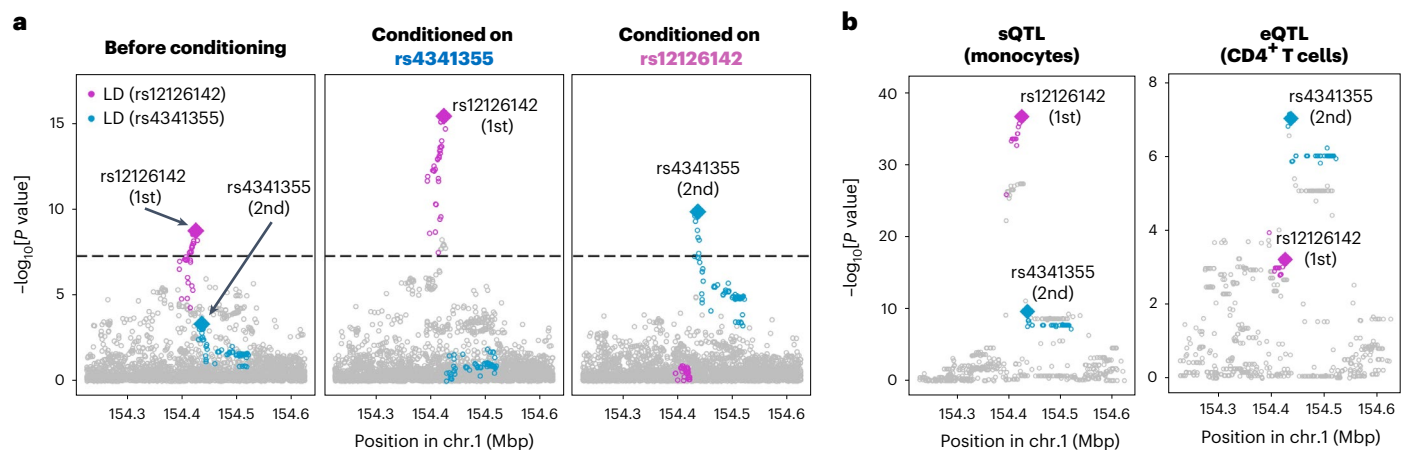 a
Before conditioning
Conditioned on
rs4341355
Conditioned on
rs12126142
−log10[P value]
15
10
5
0
LD (rs12126142)
LD (rs4341355)
rs12126142
(1st)
rs4341355
(2nd)
154.3 154.4 154.5 154.6
rs12126142
(1st)
154.3 154.4 154.5 154.6
Position in chr.1 (Mbp)
rs4341355
(2nd)
154.3 154.4 154.5 154.6
b
sQTL
(monocytes)
−log10[P value]
40
30
20
10
0
rs12126142
(1st)
rs4341355
(2nd)
154.3 154.4 154.5 154.6
Position in chr.1 (Mbp)
eQTL
(CD4+ T cells)
8
6
4
2
0
rs4341355
(2nd)
rs12126142
(1st)
154.3 154.4 154.5 154.6
Position in chr.1 (Mbp)